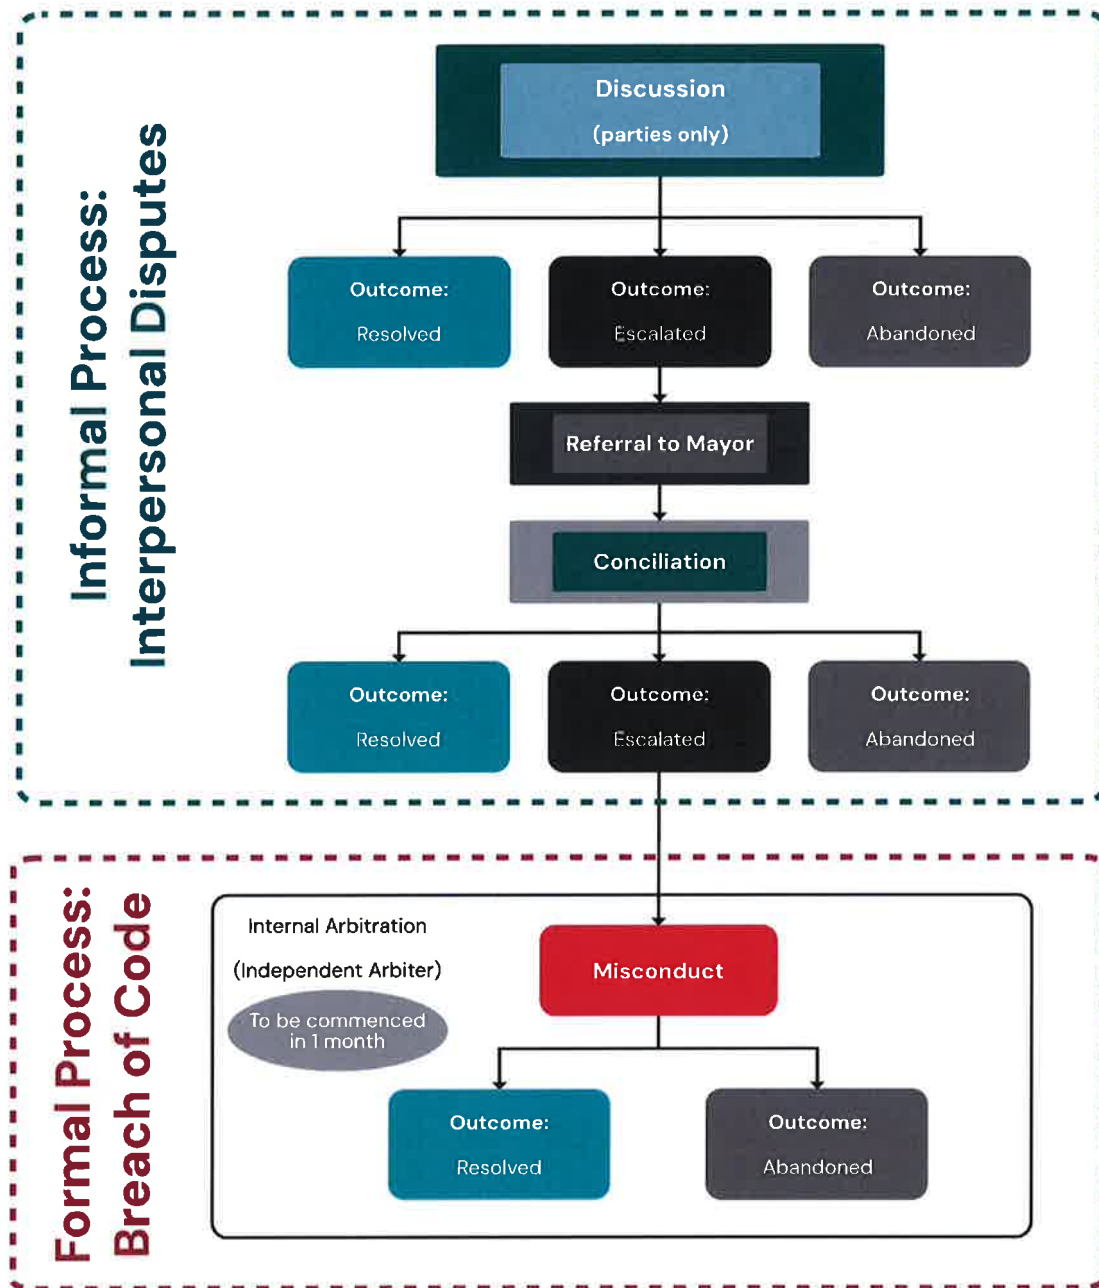 Informal Process:
Interpersonal Disputes
Discussion
(parties only)
Outcome:
Resolved
Outcome:
Escalated
Outcome:
Abandoned
Referral to Mayor
Conciliation
Outcome:
Resolved
Outcome:
Escalated
Outcome:
Abandoned
Formal Process:
Breach of Code
Internal Arbitration
(Independent Arbiter)
To be commenced
in 1 month
Misconduct
Outcome:
Resolved
Outcome:
Abandoned